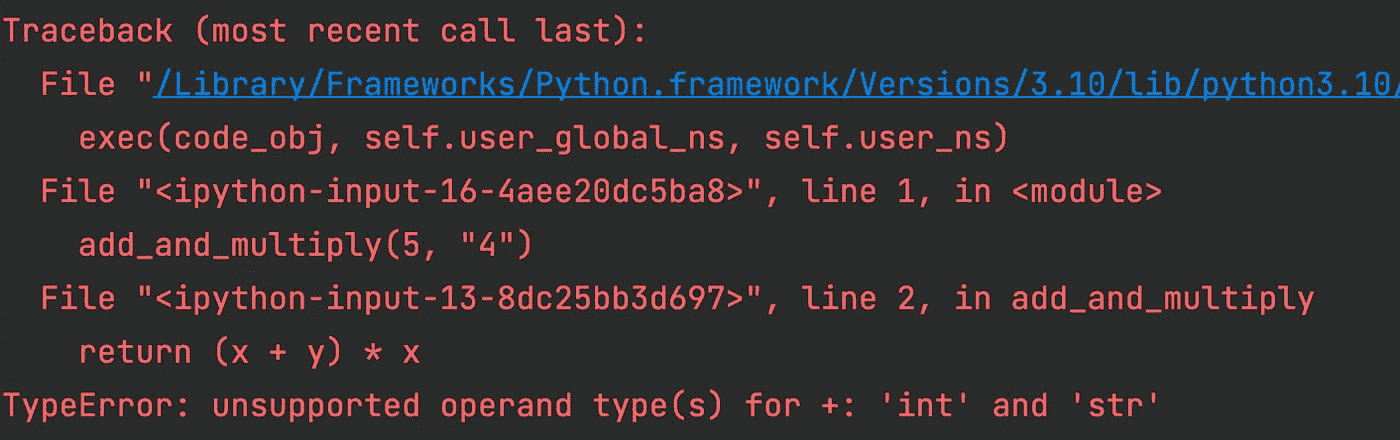 Traceback (most recent call last):
File "/Library/Frameworks/Python.framework/Versions/3.10/lib/python3.10/
exec(code_obj, self.user_global_ns, self.user_ns)
File "<ipython-input-16-4aee20dc5ba8>", line 1, in <module>
add_and_multiply(5, "4")
File "<ipython-input-13-8dc25bb3d697>", line 2, in add_and_multiply
return (x + y) * x
TypeError: unsupported operand type(s) for +: 'int' and 'str'